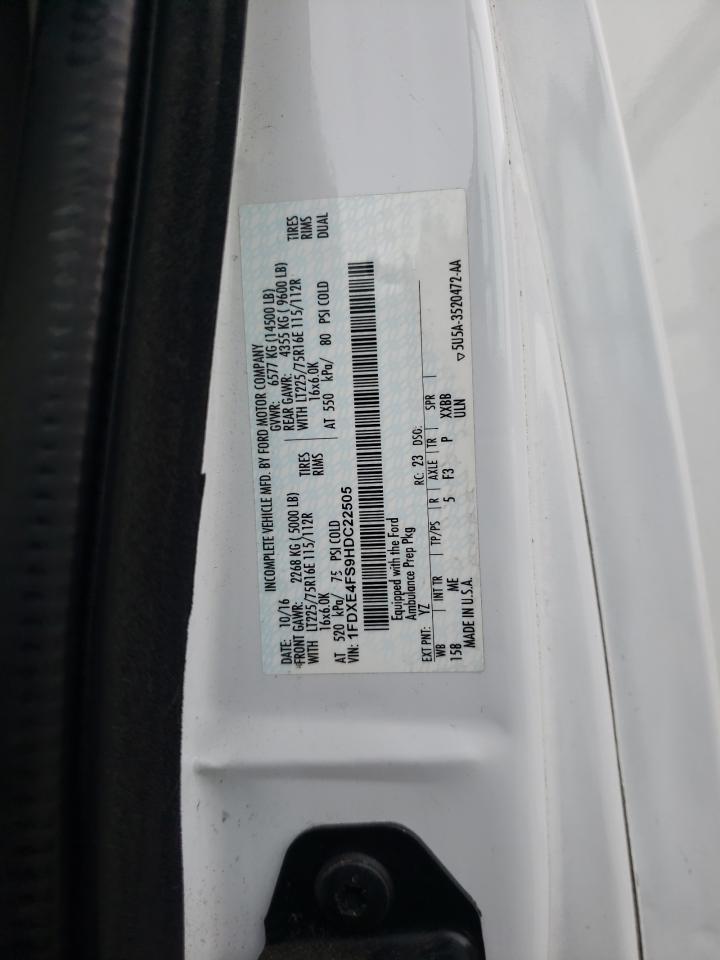 INCOMPLETE VEHICLE MFD. BY FORD MOTOR COMPANY
DATE: 10/16 GVWR: 6577 KG (14500 LB)
FRONT GAWR: 2268 KG (5000 LB) REAR GAWR: 4355 KG (9600 LB)
WITH LT225/75R16E 115/112R TIRES WITH LT225/75R16E 115/112R TIRES
16x6.0K RIMS 16x6.0K RIMS
AT 520 kPa/ 75 PSI COLD AT 550 kPa/ 80 PSI COLD DUAL
VIN: 1FDXE4FS9HDC22505
Equipped with the Ford
Ambulance Prep Pkg
EXT PNT: YZ RC: 23 DSO:
WB INT TR TP/PS R AXLE TR SPR
158 ME 5 F3 P XXBB
MADE IN U.S.A. ULN
▽ 5U5A-3520472-AA